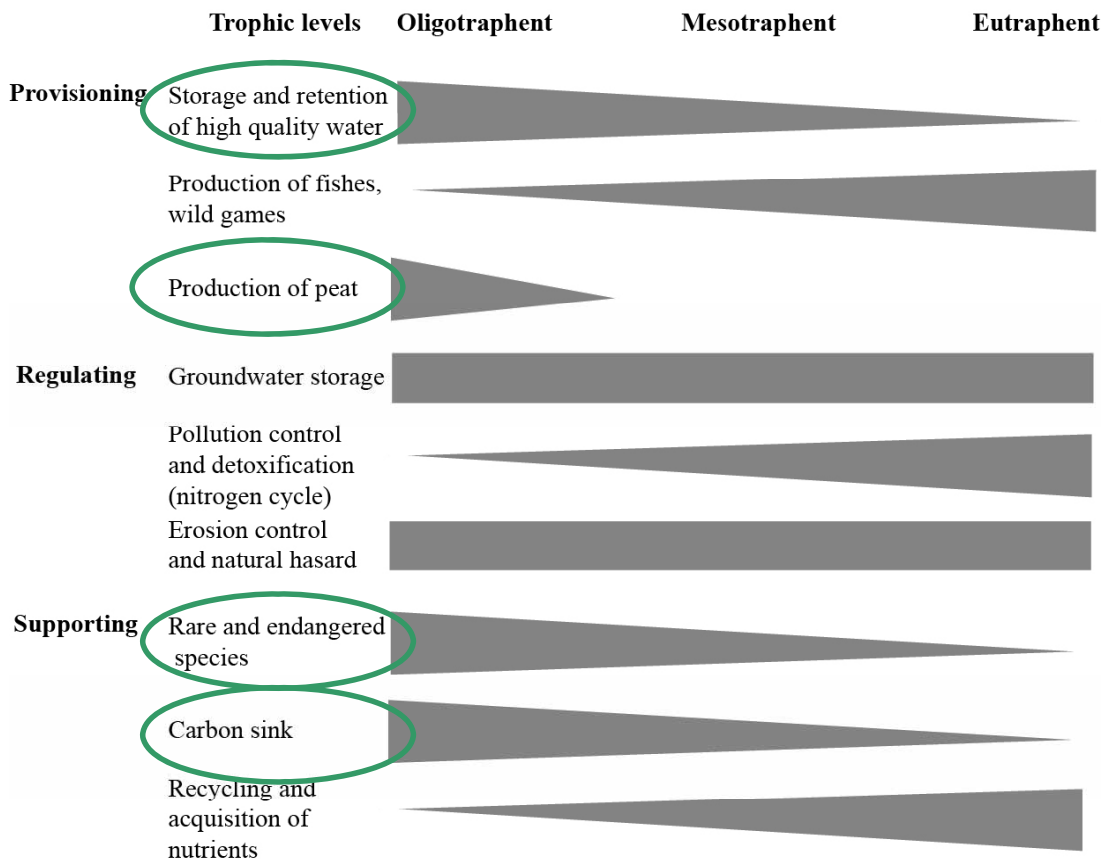 Trophic levels Oligotraphent Mesotraphent Eutraphent
Provisioning
Storage and retention
of high quality water
Production of fishes,
wild games
Production of peat
Regulating
Groundwater storage
Pollution control
and detoxification
(nitrogen cycle)
Erosion control
and natural hasard
Supporting
Rare and endangered
species
Carbon sink
Recycling and
acquisition of
nutrients